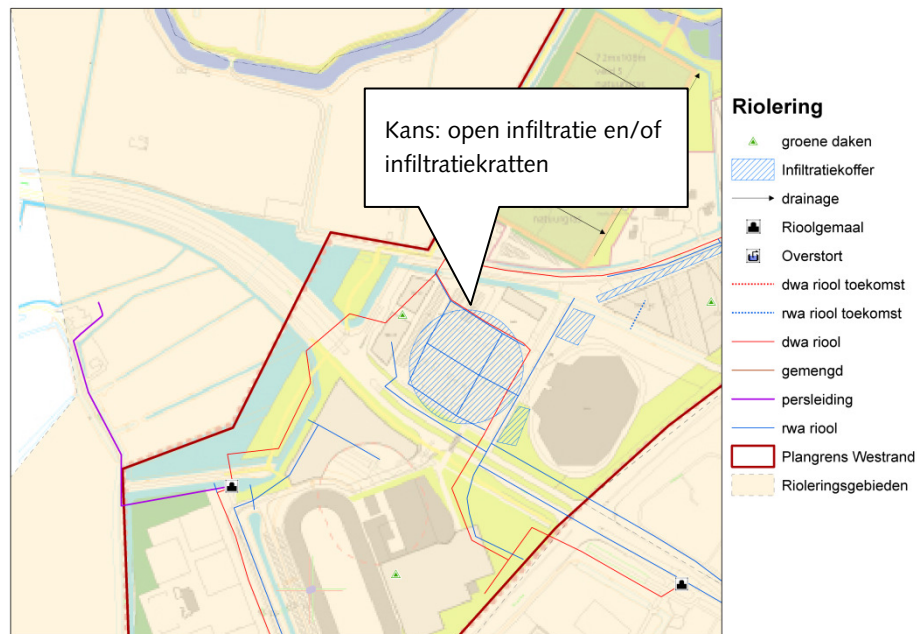 Kans: open infiltratie en/of
infiltratiekratten
Riolering
groene daken
Infiltratiekoffer
drainage
Rioolgemaal
Overstort
dwa riool toekomst
rwa riool toekomst
dwa riool
gemengd
persleiding
rwa riool
Plangrens Westrand
Rioleringsgebieden